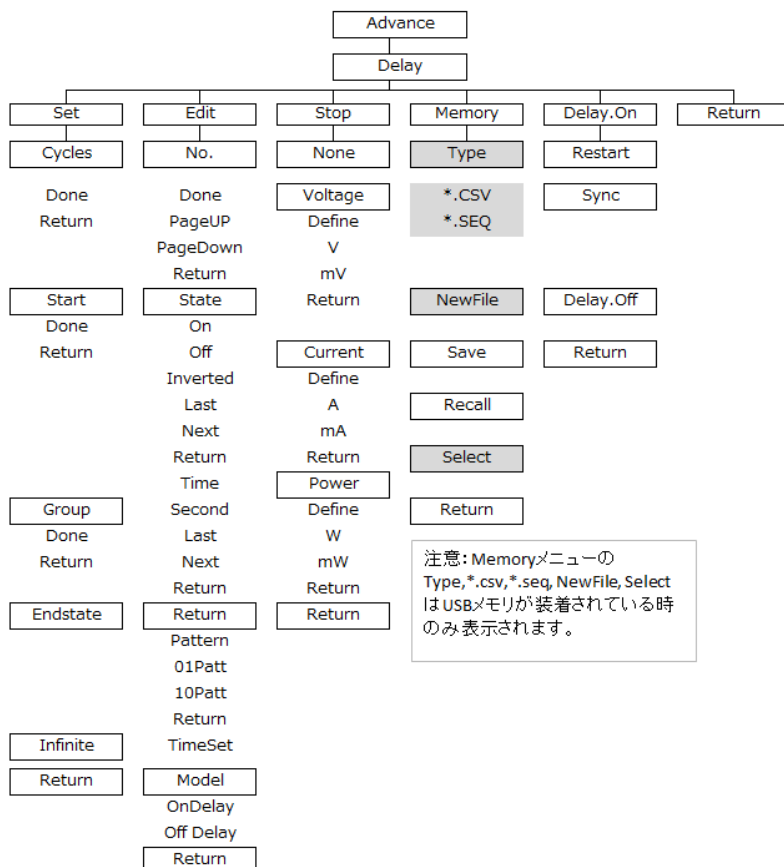 Advance
Delay
Set Edit Stop Memory Delay.On Return
Cycles No. None Type Restart
Done Done Voltage *.CSV Sync
Return PageUP Define *.SEQ
PageDown V
Return mV
Start State Return NewFile Delay.Off
Done On
Return Off Current Save Return
Inverted Define
Last A Recall
Next mA
Return Return Select
Time Power
Group Second Define Return
Done Last W
Return Next mW
Return Return
Endstate Return Return
Pattern
01Patt
10Patt
Return
Infinite TimeSet
Return Model
OnDelay
Off Delay
Return
注意：Memoryメニューの
Type,*.csv,*.seq, NewFile, Select
はUSBメモリが装着されている時
のみ表示されます。